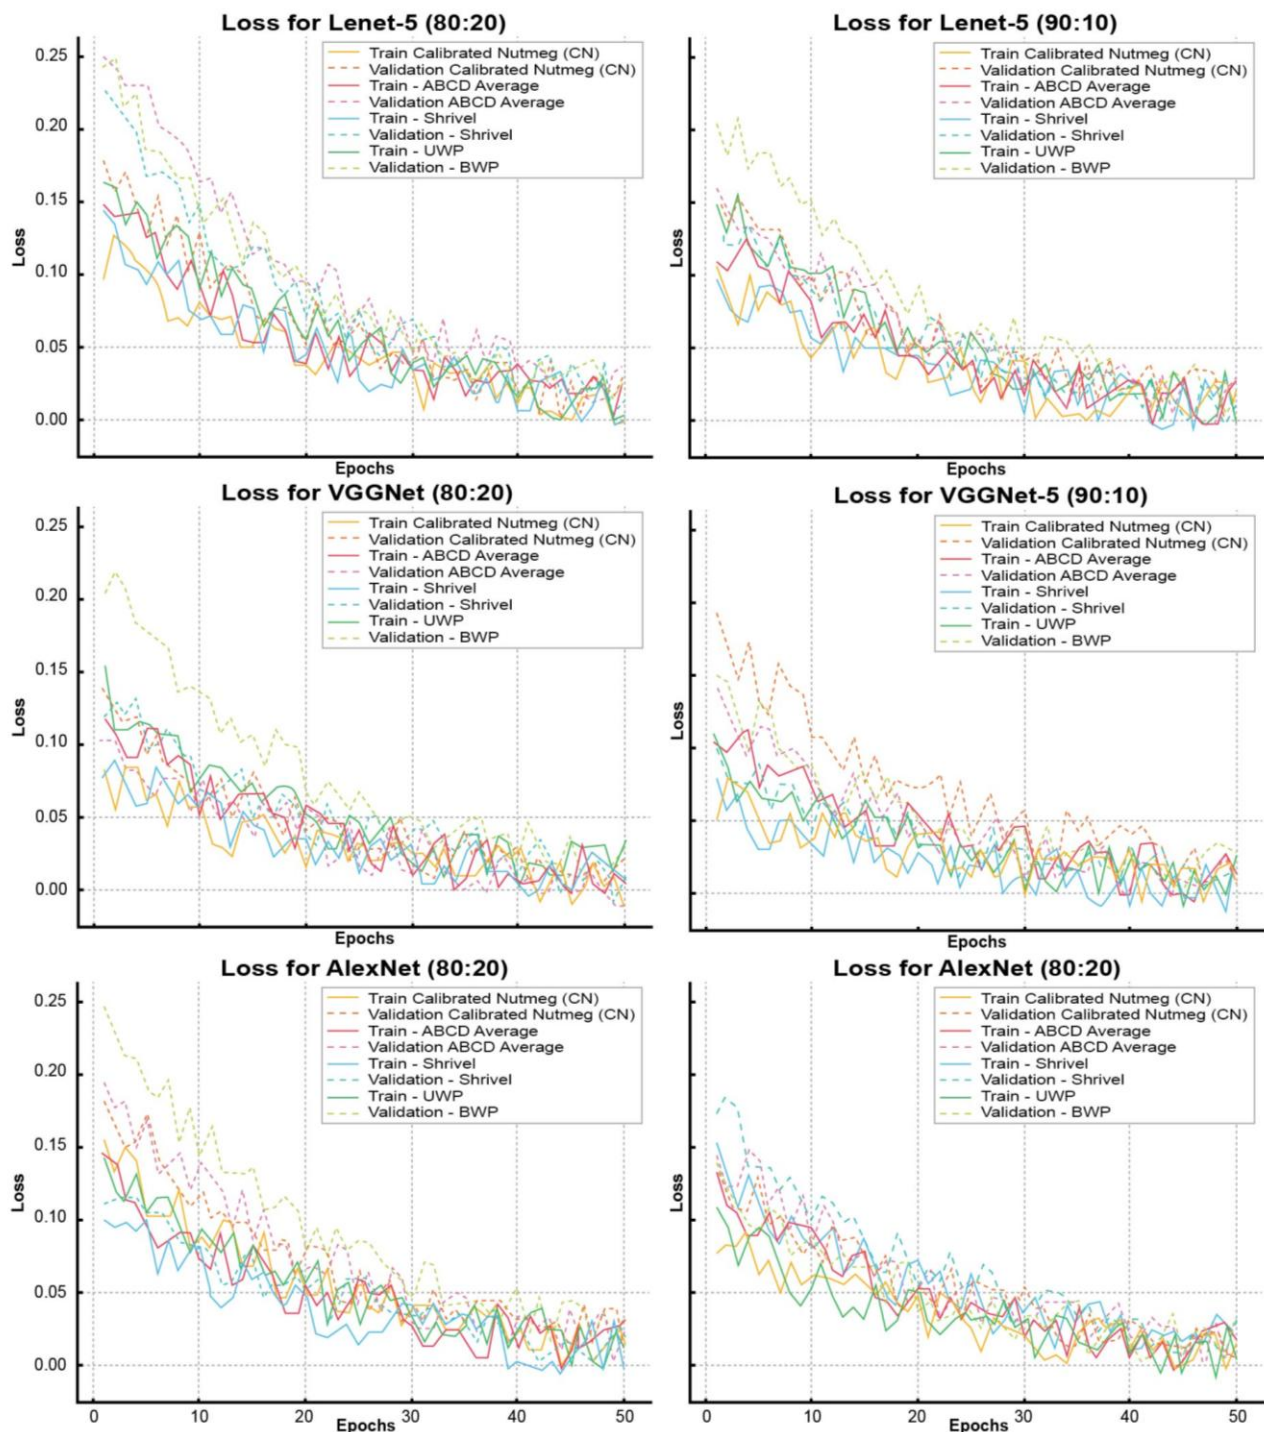 Loss for Lenet-5 (80:20)
0.25
0.20
0.15
0.10
0.05
0.00
Loss
Train Calibrated Nutmeg (CN)
Validation Calibrated Nutmeg (CN)
Train - ABCD Average
Validation ABCD Average
Train - Shrivel
Validation - Shrivel
Train - UWP
Validation - BWP
Epochs
Loss for Lenet-5 (90:10)
Loss
Train Calibrated Nutmeg (CN)
Validation Calibrated Nutmeg (CN)
Train - ABCD Average
Validation ABCD Average
Train - Shrivel
Validation - Shrivel
Train - UWP
Validation - BWP
Epochs
Loss for VGGNet (80:20)
0.25
0.20
0.15
0.10
0.05
0.00
Loss
Train Calibrated Nutmeg (CN)
Validation Calibrated Nutmeg (CN)
Train - ABCD Average
Validation ABCD Average
Train - Shrivel
Validation - Shrivel
Train - UWP
Validation - BWP
Epochs
Loss for VGGNet-5 (90:10)
Loss
Train Calibrated Nutmeg (CN)
Validation Calibrated Nutmeg (CN)
Train - ABCD Average
Validation ABCD Average
Train - Shrivel
Validation - Shrivel
Train - UWP
Validation - BWP
Epochs
Loss for AlexNet (80:20)
0.25
0.20
0.15
0.10
0.05
0.00
Loss
Train Calibrated Nutmeg (CN)
Validation Calibrated Nutmeg (CN)
Train - ABCD Average
Validation ABCD Average
Train - Shrivel
Validation - Shrivel
Train - UWP
Validation - BWP
0 10 20 30 40 50
Epochs
Loss for AlexNet (80:20)
Loss
Train Calibrated Nutmeg (CN)
Validation Calibrated Nutmeg (CN)
Train - ABCD Average
Validation ABCD Average
Train - Shrivel
Validation - Shrivel
Train - UWP
Validation - BWP
0 10 20 30 40 50
Epochs